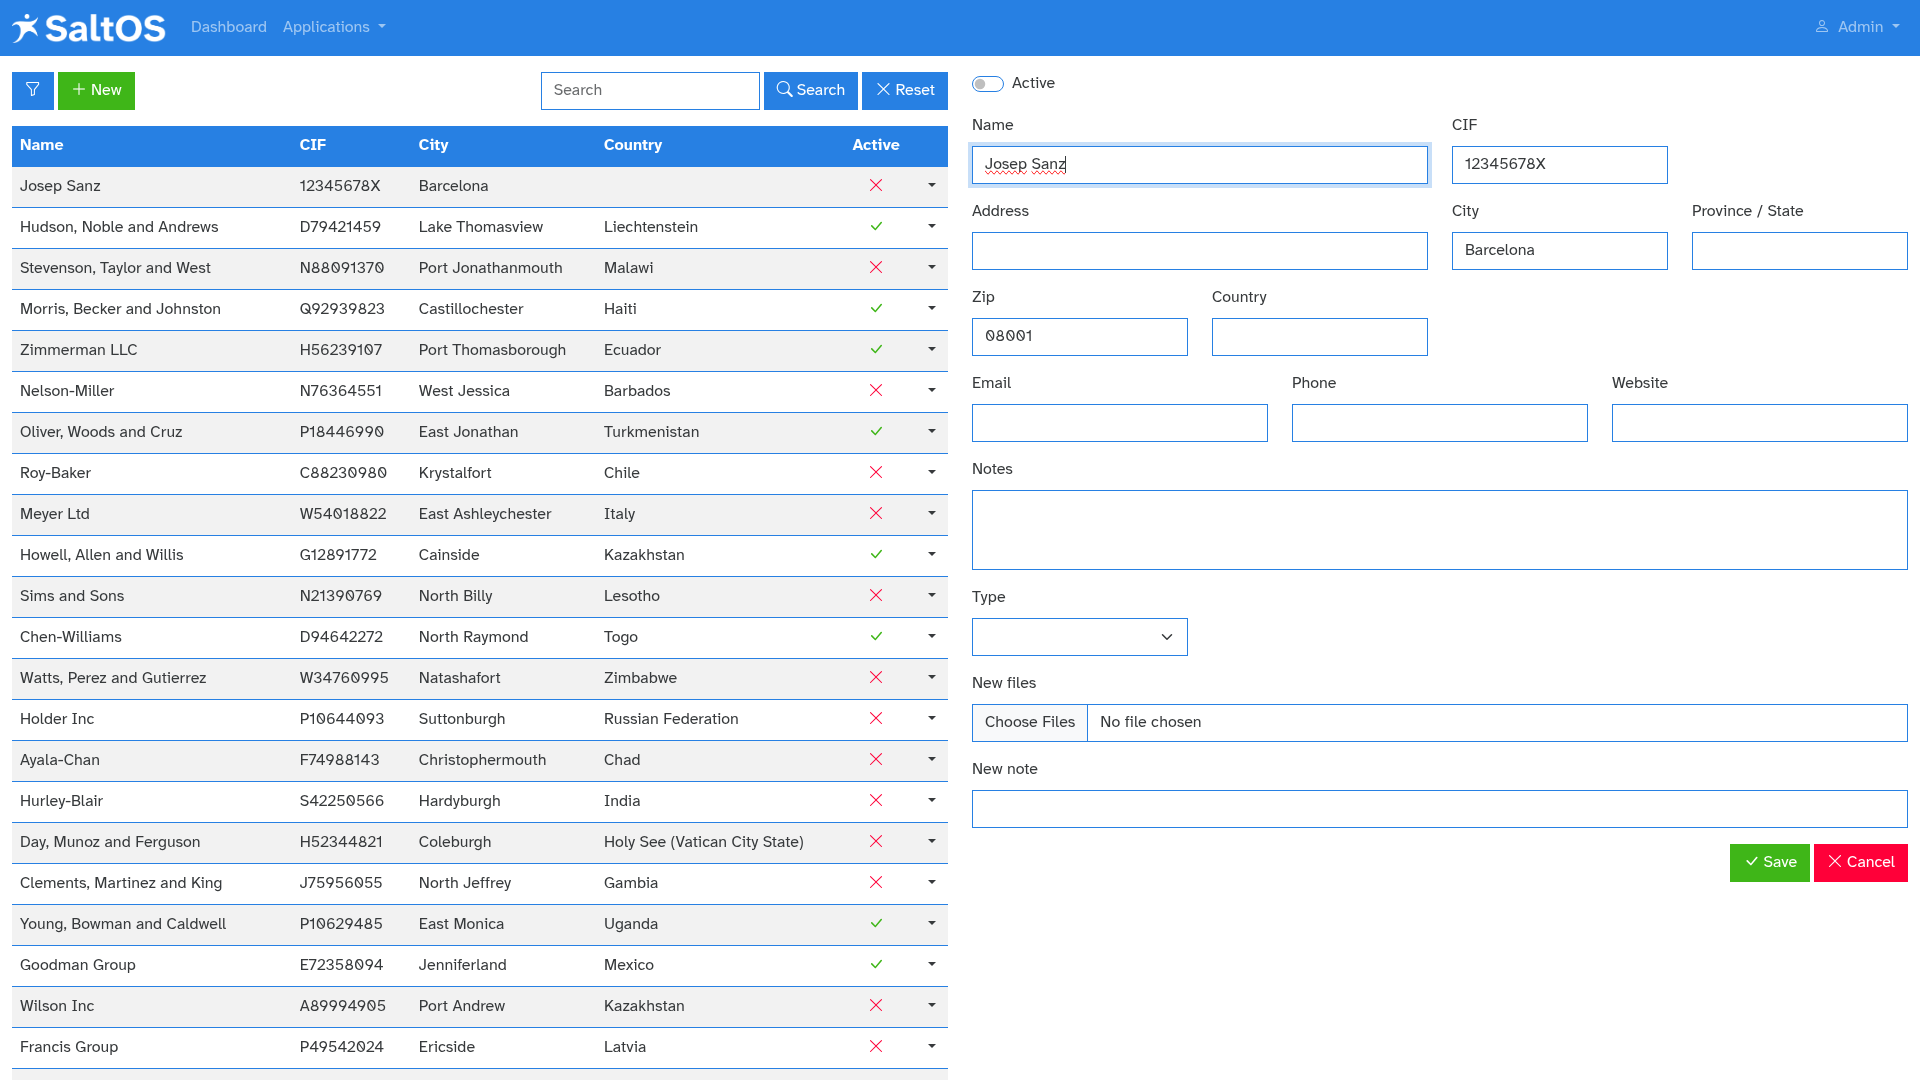 SaltOS Dashboard Applications Admin
New Search Search Reset
Name CIF City Country Active
Josep Sanz 12345678X Barcelona
Hudson, Noble and Andrews D79421459 Lake Thomasview Liechtenstein
Stevenson, Taylor and West N88091370 Port Jonathanmouth Malawi
Morris, Becker and Johnston Q92939823 Castillochester Haiti
Zimmerman LLC H56239107 Port Thomasborough Ecuador
Nelson-Miller N76364551 West Jessica Barbados
Oliver, Woods and Cruz P18446990 East Jonathan Turkmenistan
Roy-Baker C88230980 Krystalfort Chile
Meyer Ltd W54018822 East Ashleychester Italy
Howell, Allen and Willis G12891772 Cainside Kazakhstan
Sims and Sons N21390769 North Billy Lesotho
Chen-Williams D94642272 North Raymond Togo
Watts, Perez and Gutierrez W34760995 Natashafort Zimbabwe
Holder Inc P10644093 Suttonburgh Russian Federation
Ayala-Chan F74988143 Christophermouth Chad
Hurley-Blair S42250566 Hardyburgh India
Day, Munoz and Ferguson H52344821 Coleburgh Holy See (Vatican City State)
Clements, Martinez and King J75956055 North Jeffrey Gambia
Young, Bowman and Caldwell P10629485 East Monica Uganda
Goodman Group E72358094 Jenniferland Mexico
Wilson Inc A89994905 Port Andrew Kazakhstan
Francis Group P49542024 Ericside Latvia
Active
Name CIF
Josep Sanz 12345678X
Address City Province / State
Barcelona
Zip Country
08001
Email Phone Website
Notes
Type
New files
Choose Files No file chosen
New note
Save Cancel